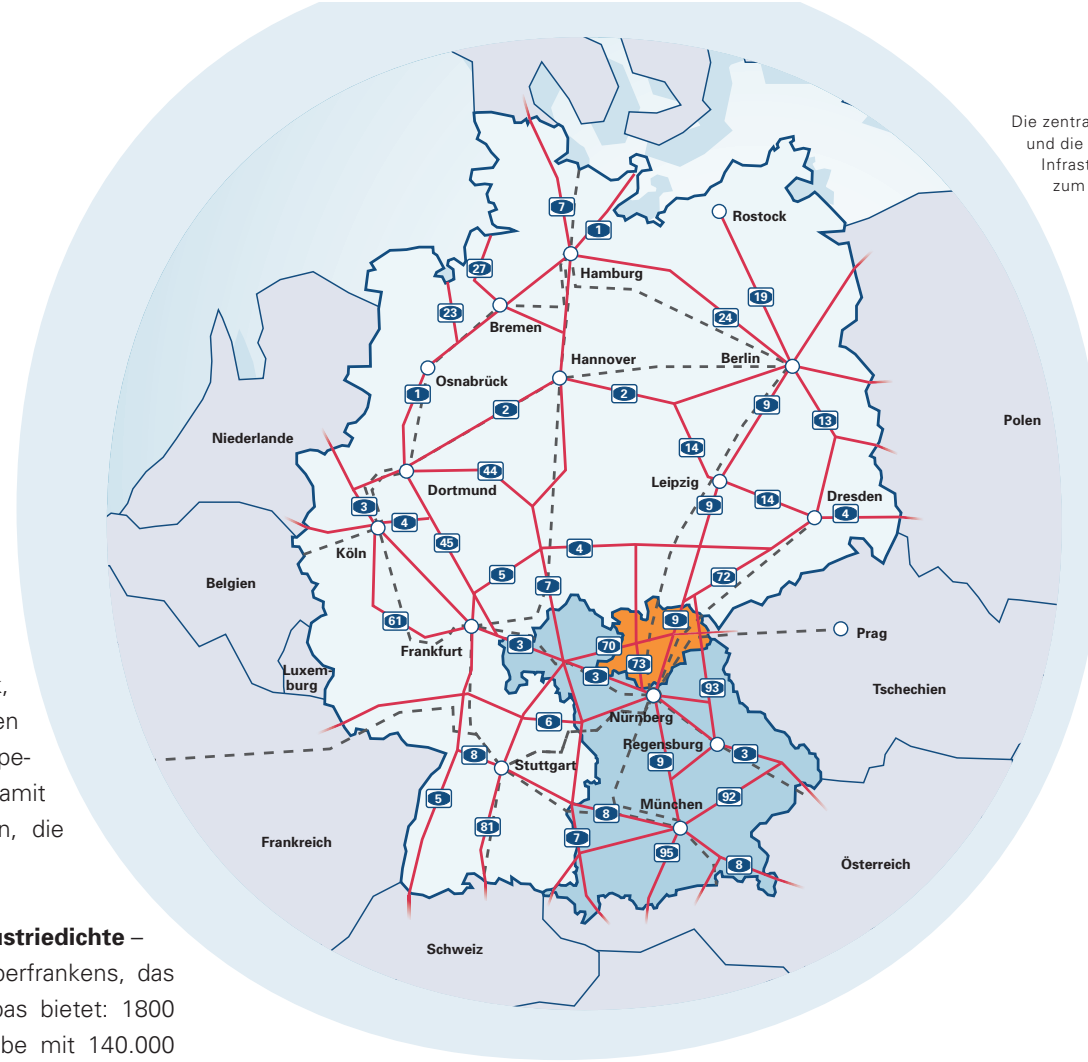 Die zentra
und die
Infrast
zum
7
1
Rostock
27
Hamburg
19
23
24
Bremen
Hannover
Berlin
Osnabrück
1
2
2
9
13
Niederlande
Polen
14
44
Leipzig
Dortmund
14
Dresden
3
9
4
4
Köln
45
4
5
72
Belgien
7
61
9
Prag
Frankfurt
3
70
73
Luxem-
burg
3
93
Tschechien
Nürnberg
6
Regensburg
8
9
3
Stuttgart
5
92
München
8
81
7
Frankreich
95
8
Österreich
Schweiz
en
pe-
amit
n, die
ustriedichte –
berfrankens, das
pas bietet: 1800
be mit 140.000